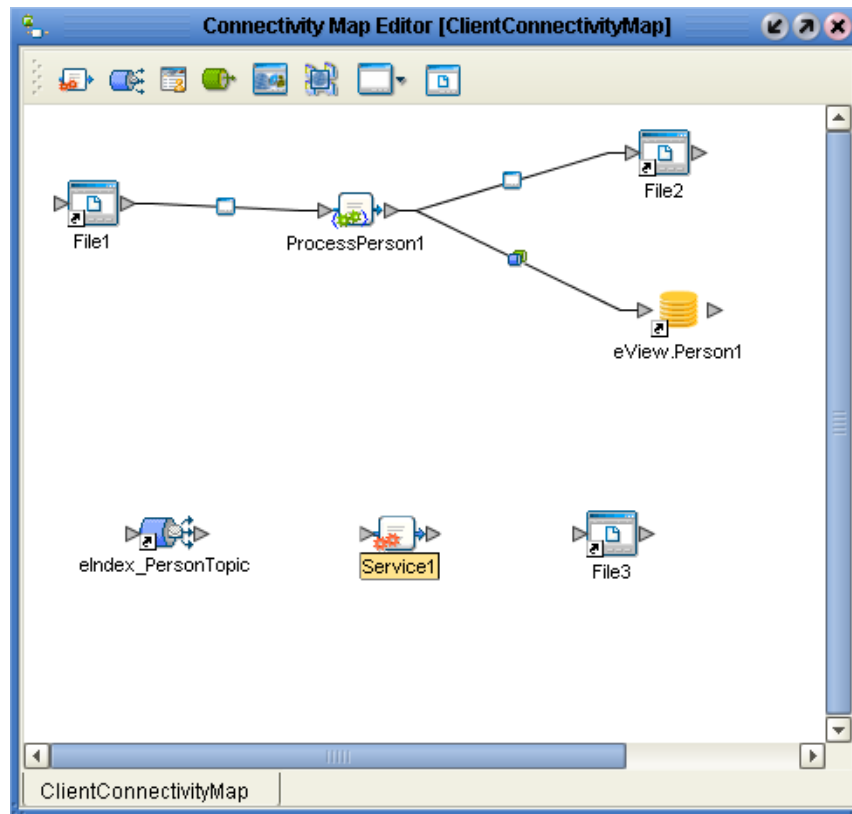 Connectivity Map Editor [ClientConnectivityMap]
File1
ProcessPerson1
File2
eView.Person1
eIndex_PersonTopic
Service1
File3
ClientConnectivityMap